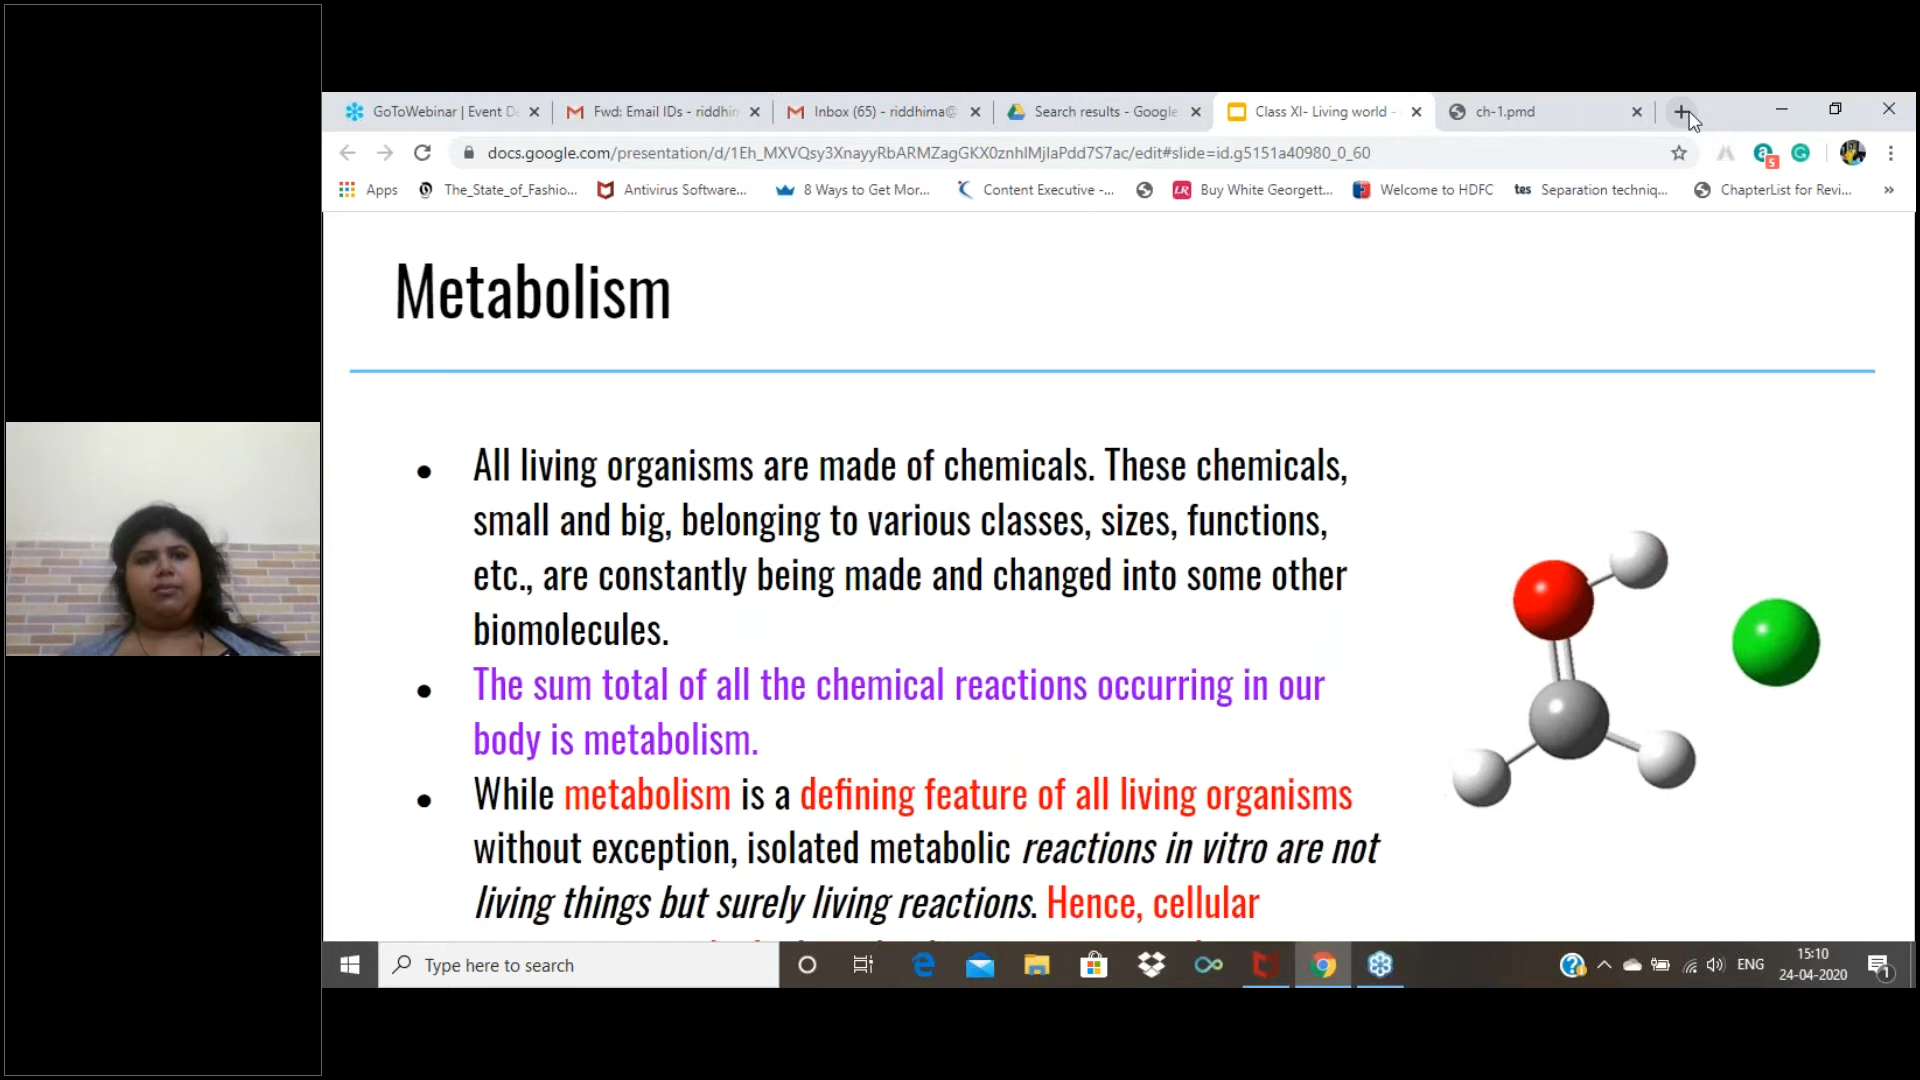 GoToWebinar | Event D
Fwd: Email IDs - riddhim
Inbox (65) - riddhima@
Search results - Google
Class XI- Living world -
ch-1.pmd
docs.google.com/presentation/d/1Eh_MXVQsy3XnayyRbARMZagGKX0znhIMjIaPdd7S7ac/edit#slide=id.g5151a40980_0_60
Apps
The_State_of_Fashio...
Antivirus Software...
8 Ways to Get Mor...
Content Executive -...
LR Buy White Georgett...
Welcome to HDFC
tes Separation techniq...
ChapterList for Revi...
Metabolism
● All living organisms are made of chemicals. These chemicals,
small and big, belonging to various classes, sizes, functions,
etc., are constantly being made and changed into some other
biomolecules.
● The sum total of all the chemical reactions occurring in our
body is metabolism.
● While metabolism is a defining feature of all living organisms
without exception, isolated metabolic reactions in vitro are not
living things but surely living reactions. Hence, cellular
Type here to search
ENG
15:10
24-04-2020
1